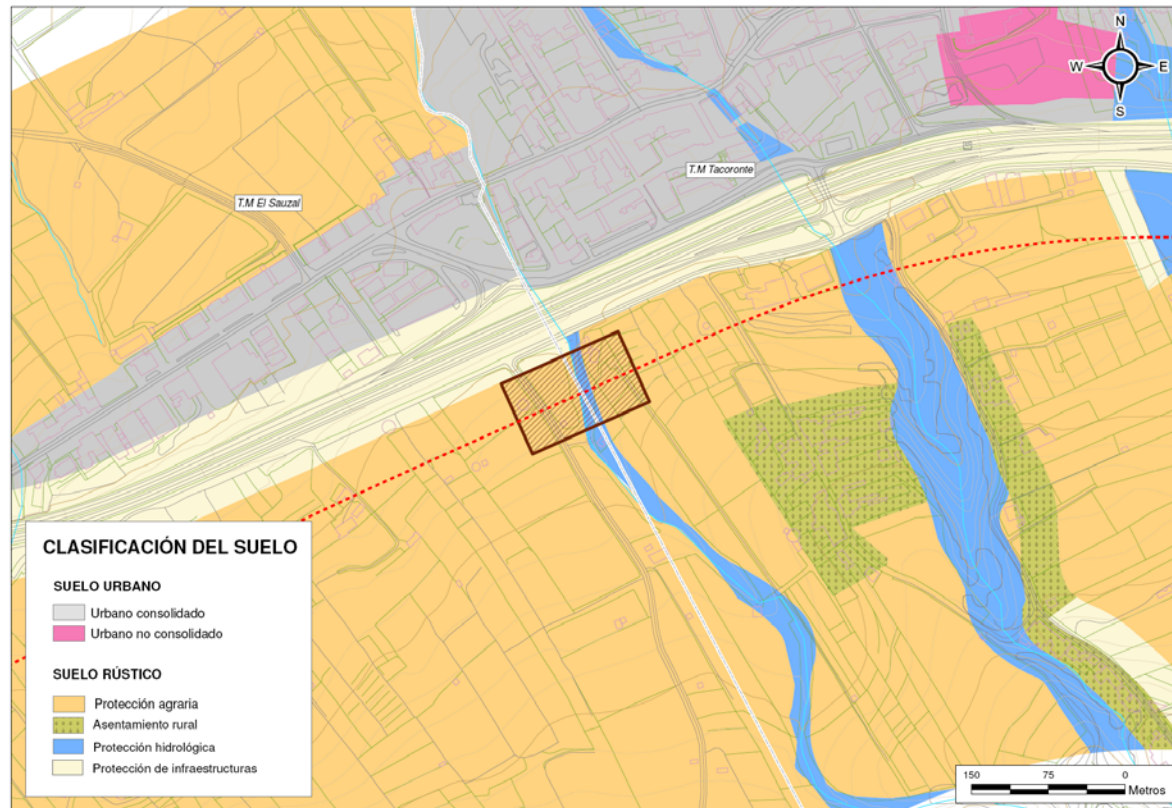 N
W
E
S
T.M Tacoronte
T.M El Sauzal
CLASIFICACIÓN DEL SUELO
SUELO URBANO
Urbano consolidado
Urbano no consolidado
SUELO RÚSTICO
Protección agraria
Asentamiento rural
Protección hidrológica
Protección de infraestructuras
150 75 0
Metros